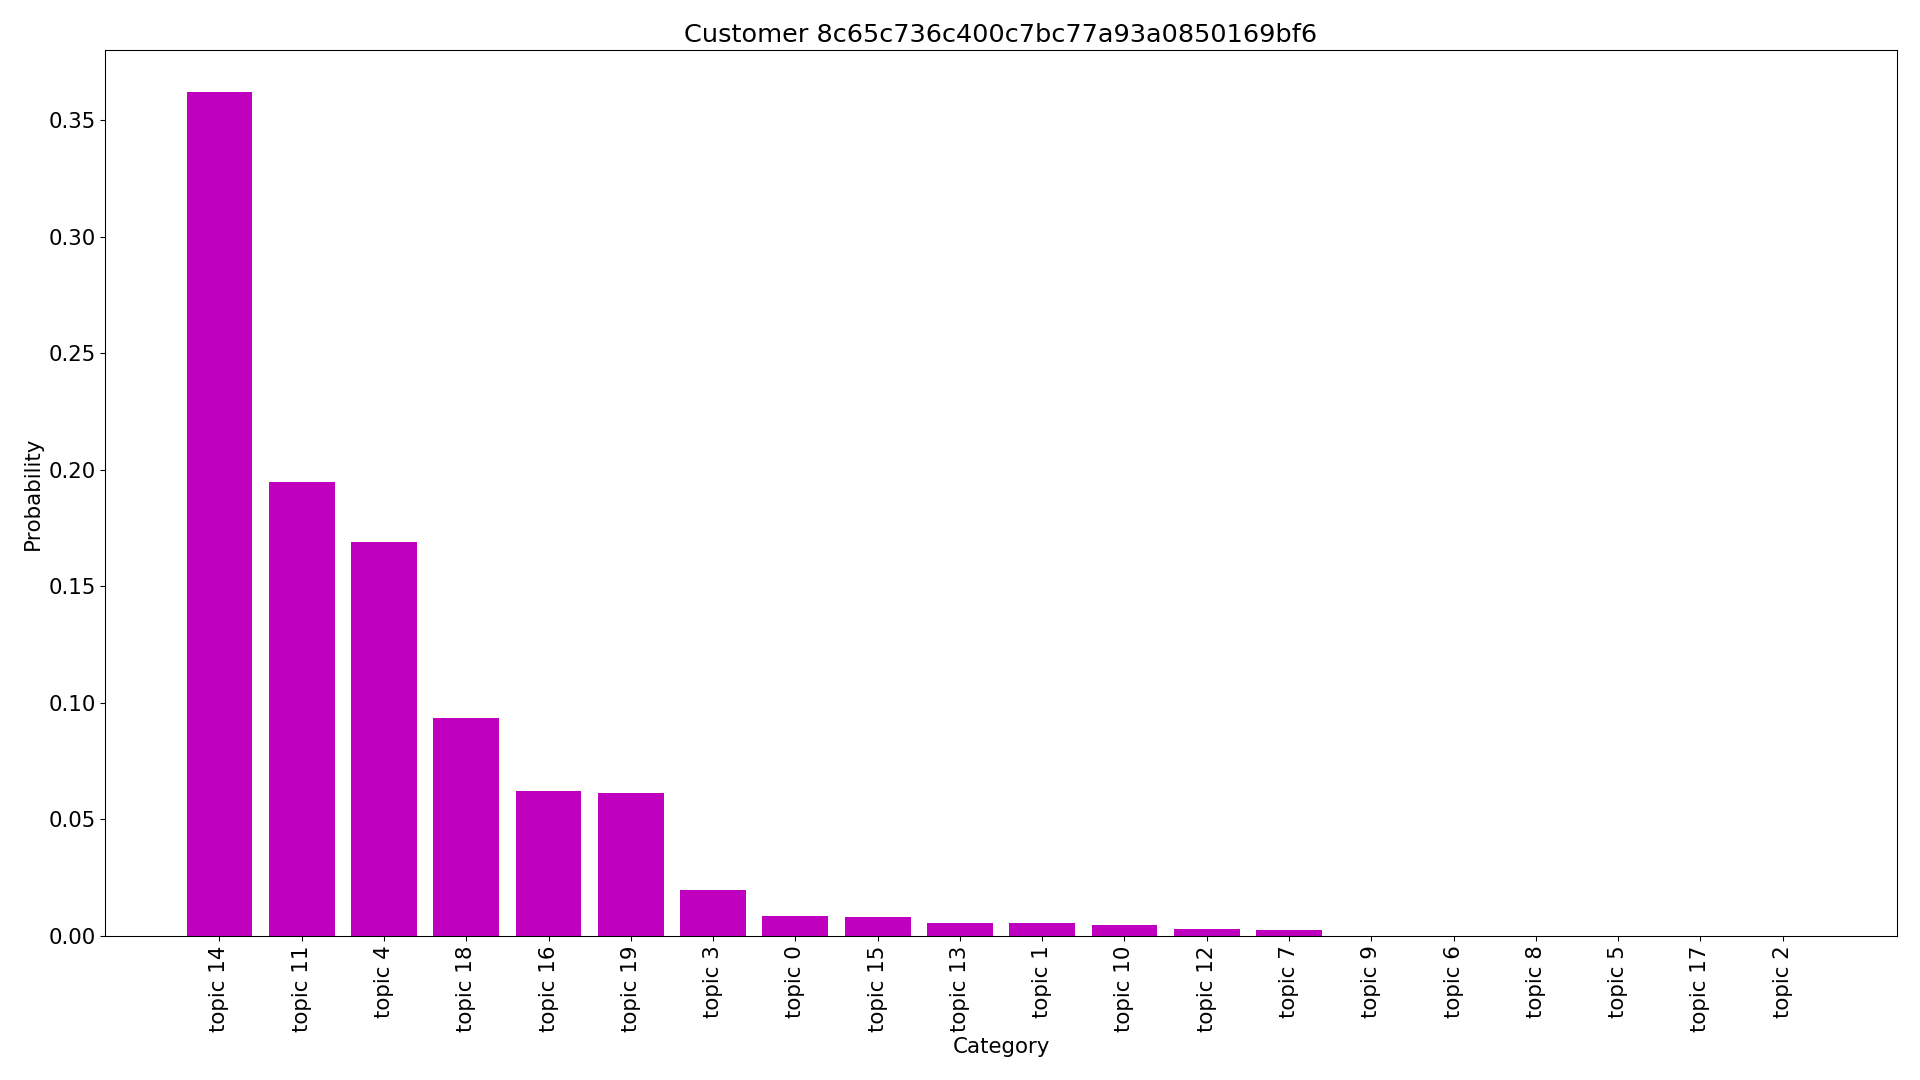 Customer 8c65c736c400c7bc77a93a0850169bf6
Probability
0.35
0.30
0.25
0.20
0.15
0.10
0.05
0.00
topic 14
topic 11
topic 4
topic 18
topic 16
topic 19
topic 3
topic 0
topic 15
topic 13
topic 1
topic 10
topic 12
topic 7
topic 9
topic 6
topic 8
topic 5
topic 17
topic 2
Category